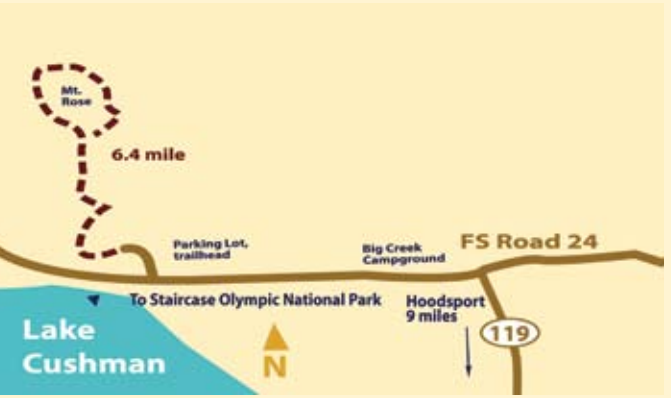 Mt.
Rose
6.4 mile
Parking Lot,
trailhead
Big Creek
Campground
FS Road 24
To Staircase Olympic National Park
Hoodsport
9 miles
119
Lake
Cushman
N